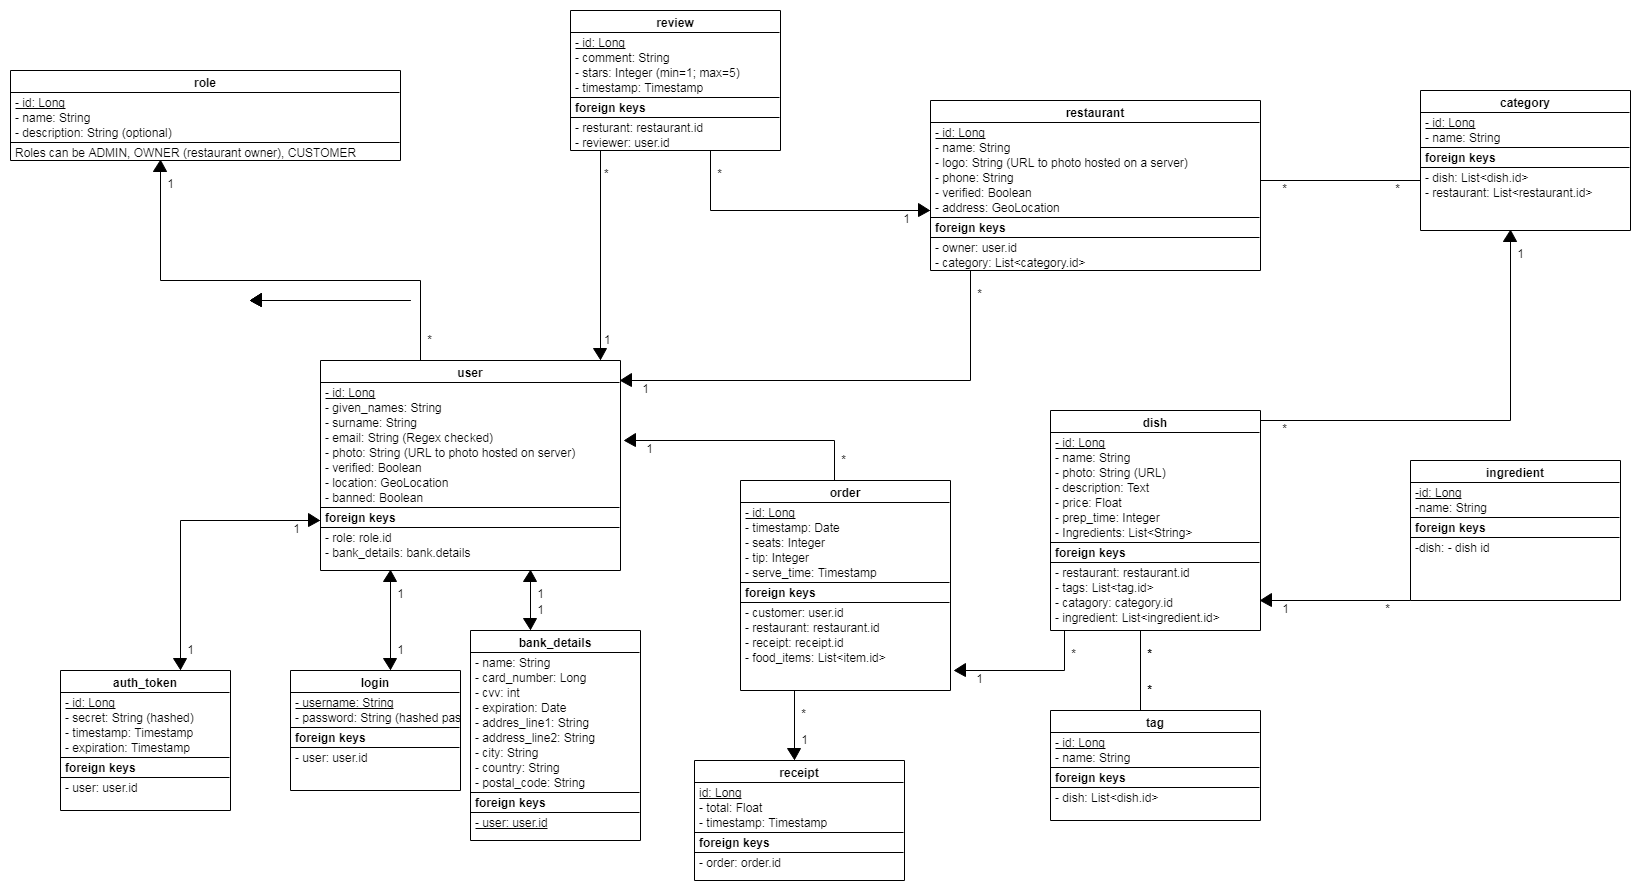 review
- id: Long
- comment: String
- stars: Integer (min=1; max=5)
- timestamp: Timestamp
foreign keys
- resturant: restaurant.id
- reviewer: user.id
*
*
1
1
role
- id: Long
- name: String
- description: String (optional)
Roles can be ADMIN, OWNER (restaurant owner), CUSTOMER
1
*
restaurant
- id: Long
- name: String
- logo: String (URL to photo hosted on a server)
- phone: String
- verified: Boolean
- address: GeoLocation
foreign keys
- owner: user.id
- category: List<category.id>
*
*
*
1
category
- id: Long
- name: String
foreign keys
- dish: List<dish.id>
- restaurant: List<restaurant.id>
1
user
- id: Long
- given_names: String
- surname: String
- email: String (Regex checked)
- photo: String (URL to photo hosted on server)
- verified: Boolean
- location: GeoLocation
- banned: Boolean
foreign keys
- role: role.id
- bank_details: bank.details
1
1
1
1
1
1
1
*
order
- id: Long
- timestamp: Date
- seats: Integer
- tip: Integer
- serve_time: Timestamp
foreign keys
- customer: user.id
- restaurant: restaurant.id
- receipt: receipt.id
- food_items: List<item.id>
*
1
dish
- id: Long
- name: String
- photo: String (URL)
- description: Text
- price: Float
- prep_time: Integer
- Ingredients: List<String>
foreign keys
- restaurant: restaurant.id
- tags: List<tag.id>
- catagory: category.id
- ingredient: List<ingredient.id>
*
1
*
*
1
*
*
ingredient
-id: Long
-name: String
foreign keys
-dish: - dish id
auth_token
- id: Long
- secret: String (hashed)
- timestamp: Timestamp
- expiration: Timestamp
foreign keys
- user: user.id
login
- username: String
- password: String (hashed pas
foreign keys
- user: user.id
bank_details
- name: String
- card_number: Long
- cvv: int
- expiration: Date
- addres_line1: String
- address_line2: String
- city: String
- country: String
- postal_code: String
foreign keys
- user: user.id
receipt
id: Long
- total: Float
- timestamp: Timestamp
foreign keys
- order: order.id
tag
- id: Long
- name: String
foreign keys
- dish: List<dish.id>